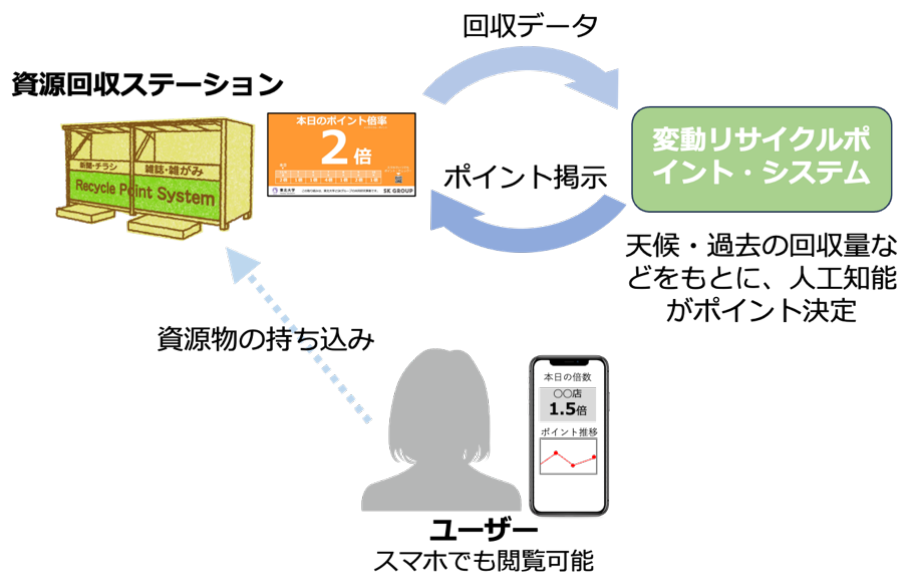 回収データ
資源回収ステーション
本日のポイント倍率
2倍
新聞・チラシ
雑誌・雑がみ
Recycle Point System
東北大学
SK GROUP
ポイント掲示
変動リサイクルポ
イント・システム
天候・過去の回収量な
どをもとに、人工知能
がポイント決定
資源物の持ち込み
本日の倍数
〇〇店
1.5倍
ポイント推移
ユーザー
スマホでも閲覧可能